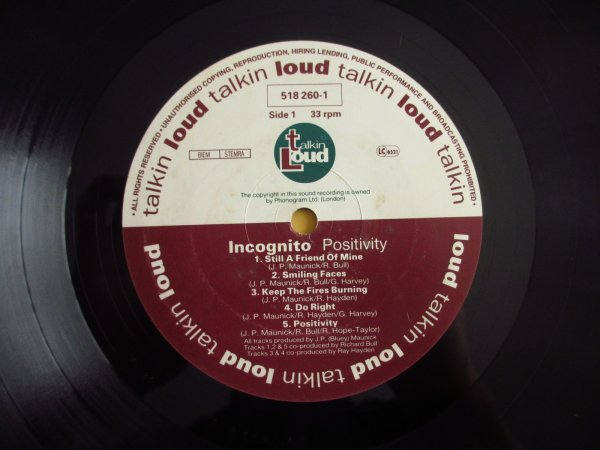 • ALL RIGHTS RESERVED • UNAUTHORISED COPYING, REPRODUCTION, HIRING LENDING, PUBLIC PERFORMANCE AND BROADCASTING PROHIBITED •
talkin loud talkin loud talkin loud talkin
518 260-1
Side 1 33 rpm
BIEM STEMRA
talkin
Loud
LC 6531
The copyright in this sound recording is owned
by Phonogram Ltd. (London)
Incognito Positivity
1. Still A Friend Of Mine
(J. P. Maunick/R. Bull)
2. Smiling Faces
(J. P. Maunick/R. Bull/G. Harvey)
3. Keep The Fires Burning
(J. P. Maunick/R. Hayden)
4. Do Right
(J. P. Maunick/R. Hayden/G. Harvey)
5. Positivity
(J. P. Maunick/R. Bull/R. Hope-Taylor)
All tracks produced by J.P. (Bluey) Maunick
Tracks 1,2 & 5 co-produced by Richard Bull
Tracks 3 & 4 co-produced by Ray Hayden
loud talkin loud talkin loud talkin loud talkin loud